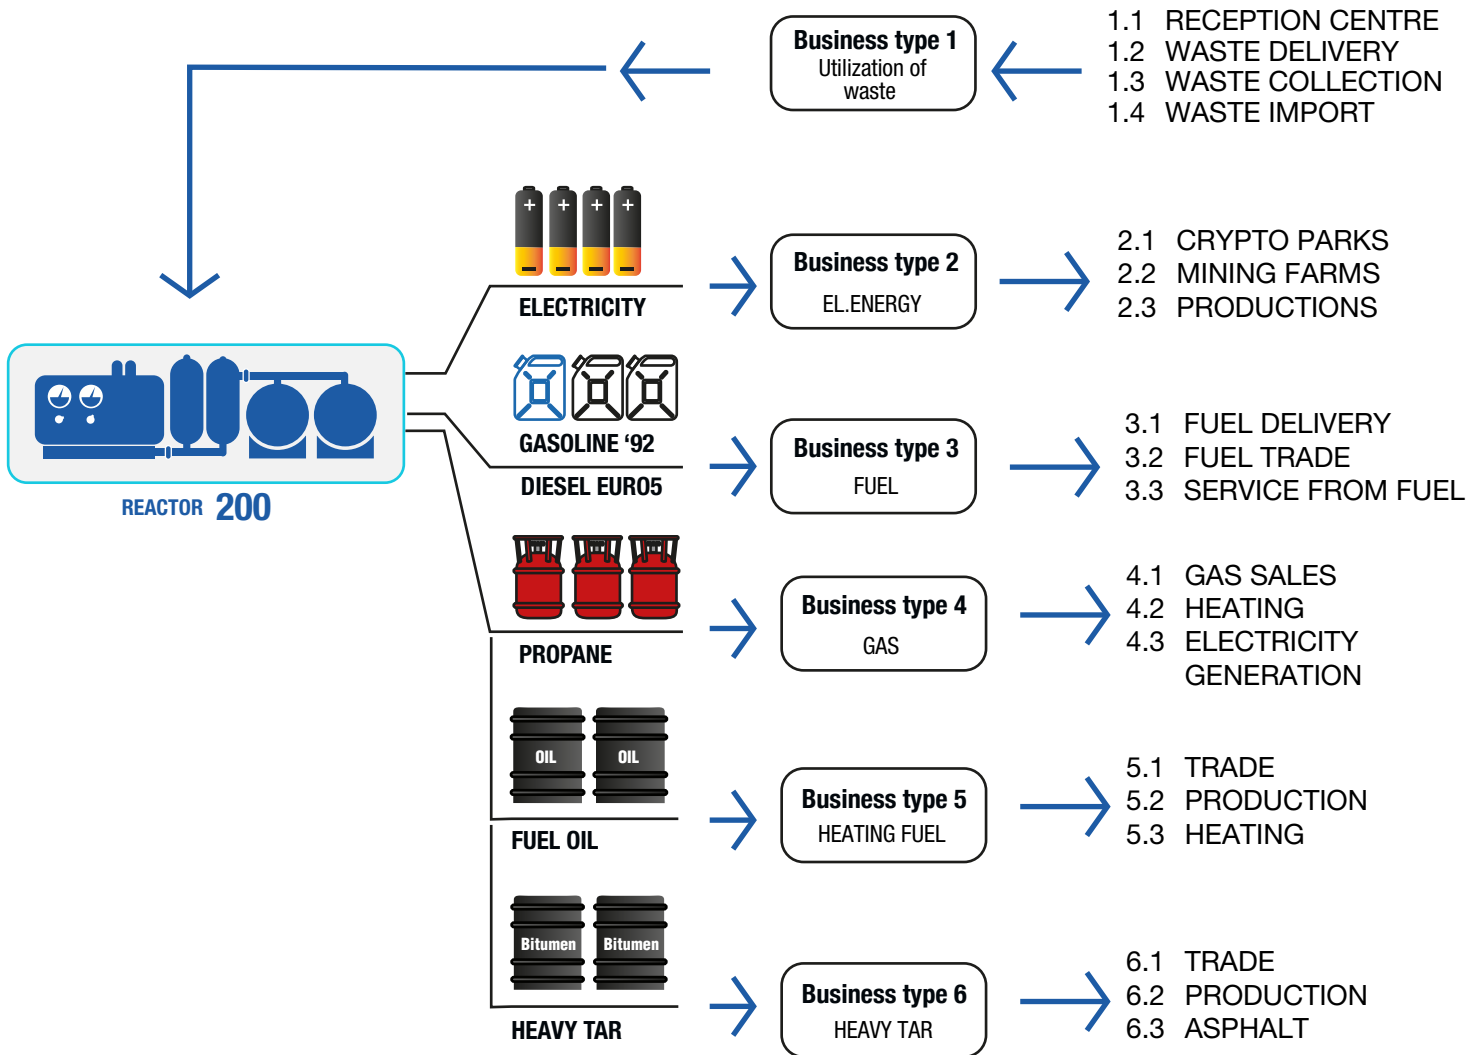 Business type 1
Utilization of
waste
1.1 RECEPTION CENTRE
1.2 WASTE DELIVERY
1.3 WASTE COLLECTION
1.4 WASTE IMPORT
+ + + +
ELECTRICITY
Business type 2
EL.ENERGY
2.1 CRYPTO PARKS
2.2 MINING FARMS
2.3 PRODUCTIONS
REACTOR 200
GASOLINE ‘92
DIESEL EURO5
Business type 3
FUEL
3.1 FUEL DELIVERY
3.2 FUEL TRADE
3.3 SERVICE FROM FUEL
PROPANE
Business type 4
GAS
4.1 GAS SALES
4.2 HEATING
4.3 ELECTRICITY
GENERATION
OIL OIL
FUEL OIL
Business type 5
HEATING FUEL
5.1 TRADE
5.2 PRODUCTION
5.3 HEATING
Bitumen Bitumen
HEAVY TAR
Business type 6
HEAVY TAR
6.1 TRADE
6.2 PRODUCTION
6.3 ASPHALT